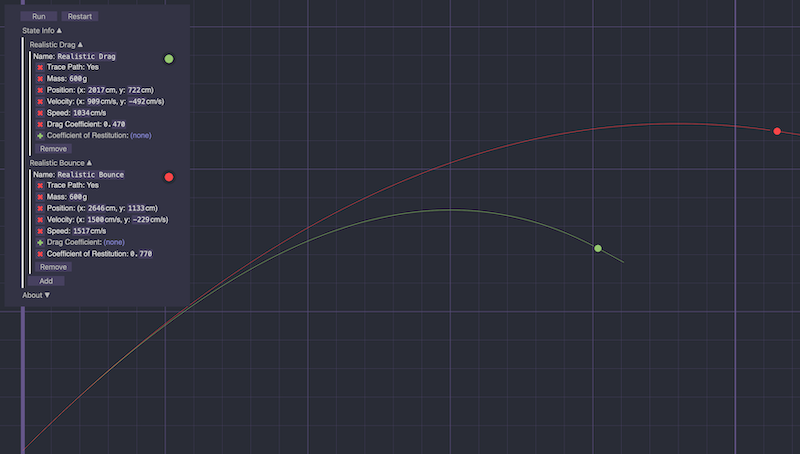 Run Restart
State Info ▲
Realistic Drag ▲
Name: Realistic Drag
Trace Path: Yes
Mass: 600g
Position: (x: 2017cm, y: 722cm)
Velocity: (x: 909cm/s, y: -492cm/s)
Speed: 1034cm/s
Drag Coefficient: 0.470
Coefficient of Restitution: (none)
Remove
Realistic Bounce ▲
Name: Realistic Bounce
Trace Path: Yes
Mass: 600g
Position: (x: 2646cm, y: 1133cm)
Velocity: (x: 1500cm/s, y: -229cm/s)
Speed: 1517cm/s
Drag Coefficient: (none)
Coefficient of Restitution: 0.770
Remove
Add
About ▼